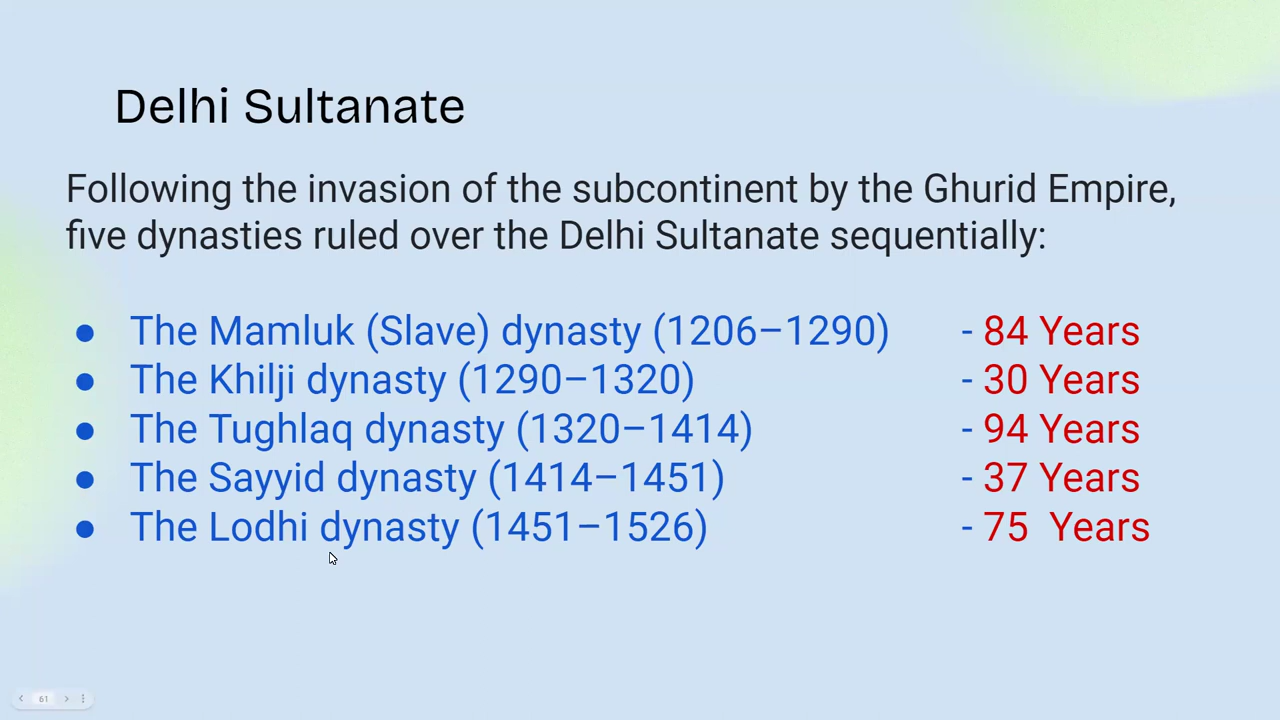 Delhi Sultanate
Following the invasion of the subcontinent by the Ghurid Empire,
five dynasties ruled over the Delhi Sultanate sequentially:
● The Mamluk (Slave) dynasty (1206–1290) - 84 Years
● The Khilji dynasty (1290–1320) - 30 Years
● The Tughlaq dynasty (1320–1414) - 94 Years
● The Sayyid dynasty (1414–1451) - 37 Years
● The Lodhi dynasty (1451–1526) - 75 Years
61